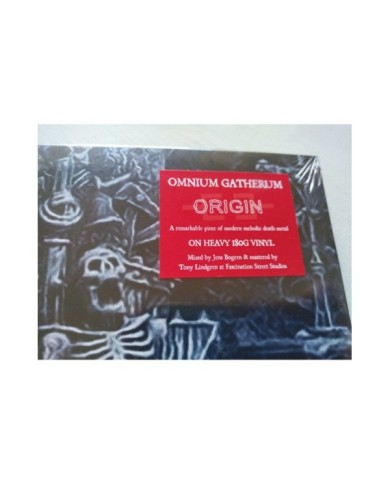 OMNIUM GATHERUM
ORIGIN
A remarkable piece of modern melodic death metal
ON HEAVY 180G VINYL
Mixed by Jens Bogren & mastered by
Tony Lindgren at Fascination Street Studios